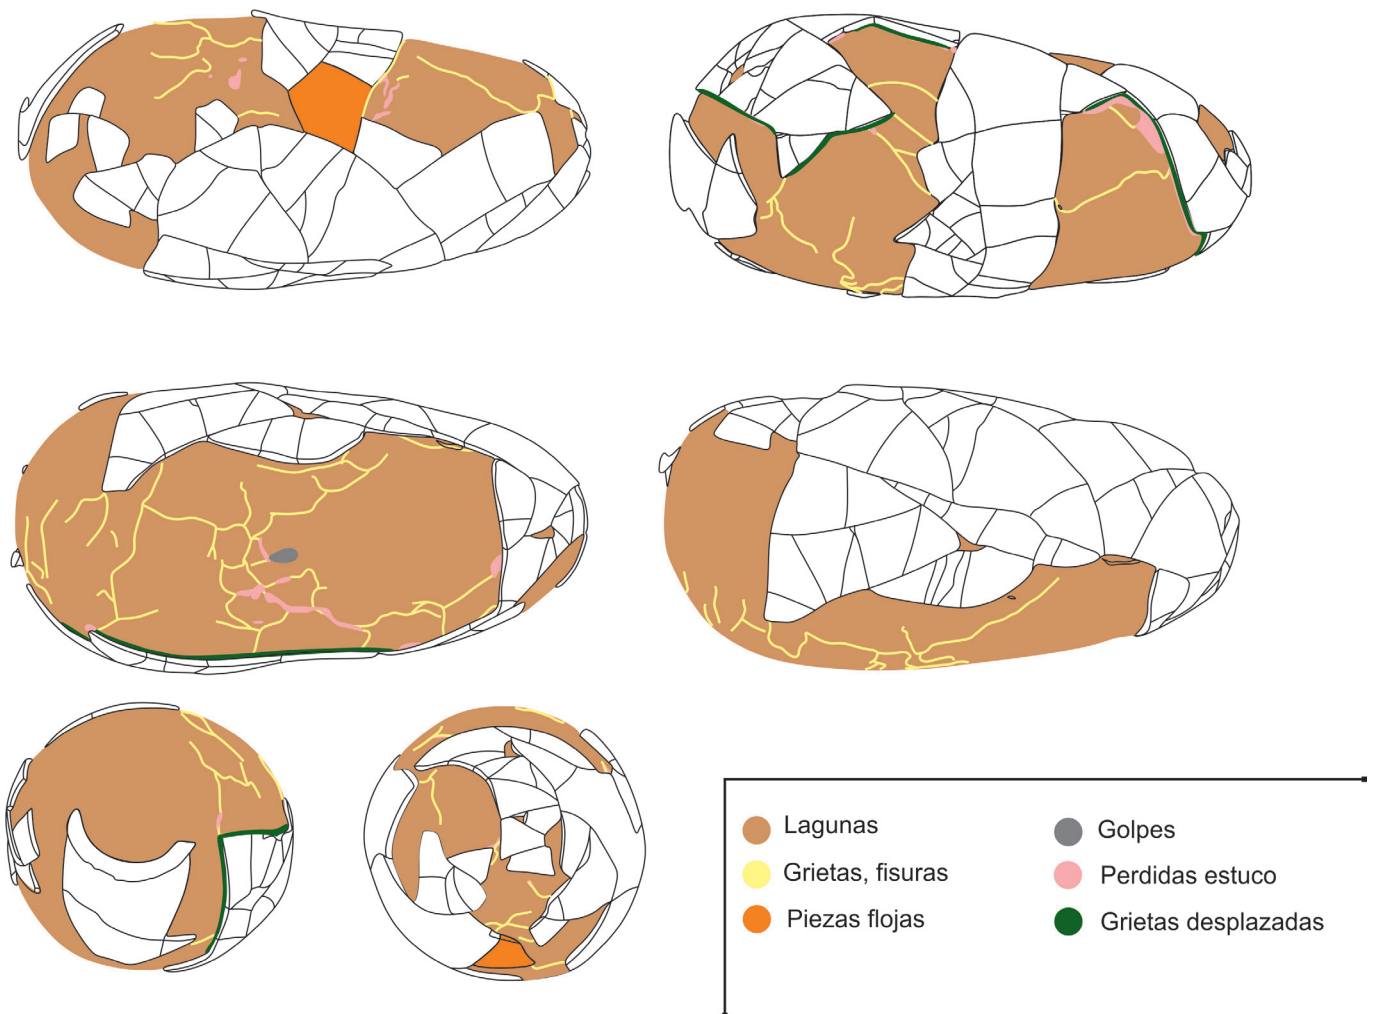 Lagunas
Grietas, fisuras
Piezas flojas
Golpes
Perdidas estuco
Grietas desplazadas